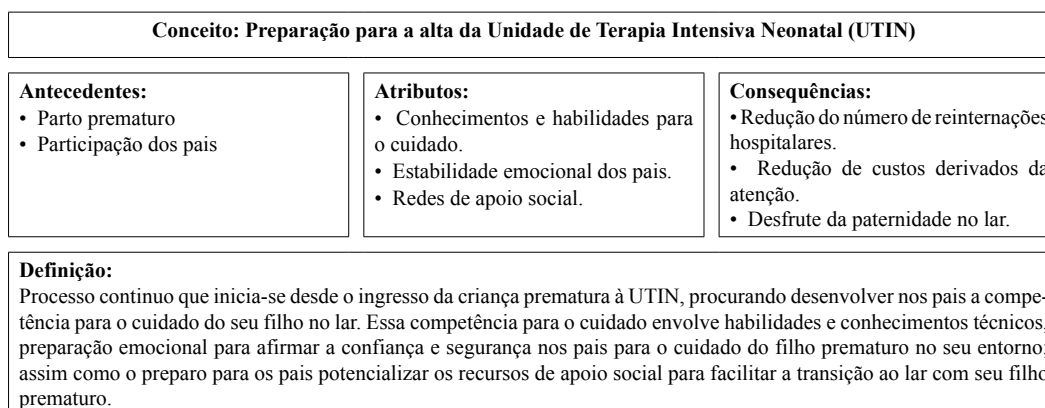 Conceito: Preparação para a alta da Unidade de Terapia Intensiva Neonatal (UTIN)
Antecedentes:
• Parto prematuro
• Participação dos pais
Atributos:
• Conhecimentos e habilidades para
o cuidado.
• Estabilidade emocional dos pais.
• Redes de apoio social.
Consequências:
• Redução do número de reinternações
hospitalares.
• Redução de custos derivados da
atenção.
• Desfrute da paternidade no lar.
Definição:
Processo continuo que inicia-se desde o ingresso da criança prematura à UTIN, procurando desenvolver nos pais a compe-
tência para o cuidado do seu filho no lar. Essa competência para o cuidado envolve habilidades e conhecimentos técnicos,
preparação emocional para afirmar a confiança e segurança nos pais para o cuidado do filho prematuro no seu entorno;
assim como o preparo para os pais potencializar os recursos de apoio social para facilitar a transição ao lar com seu filho
prematuro.